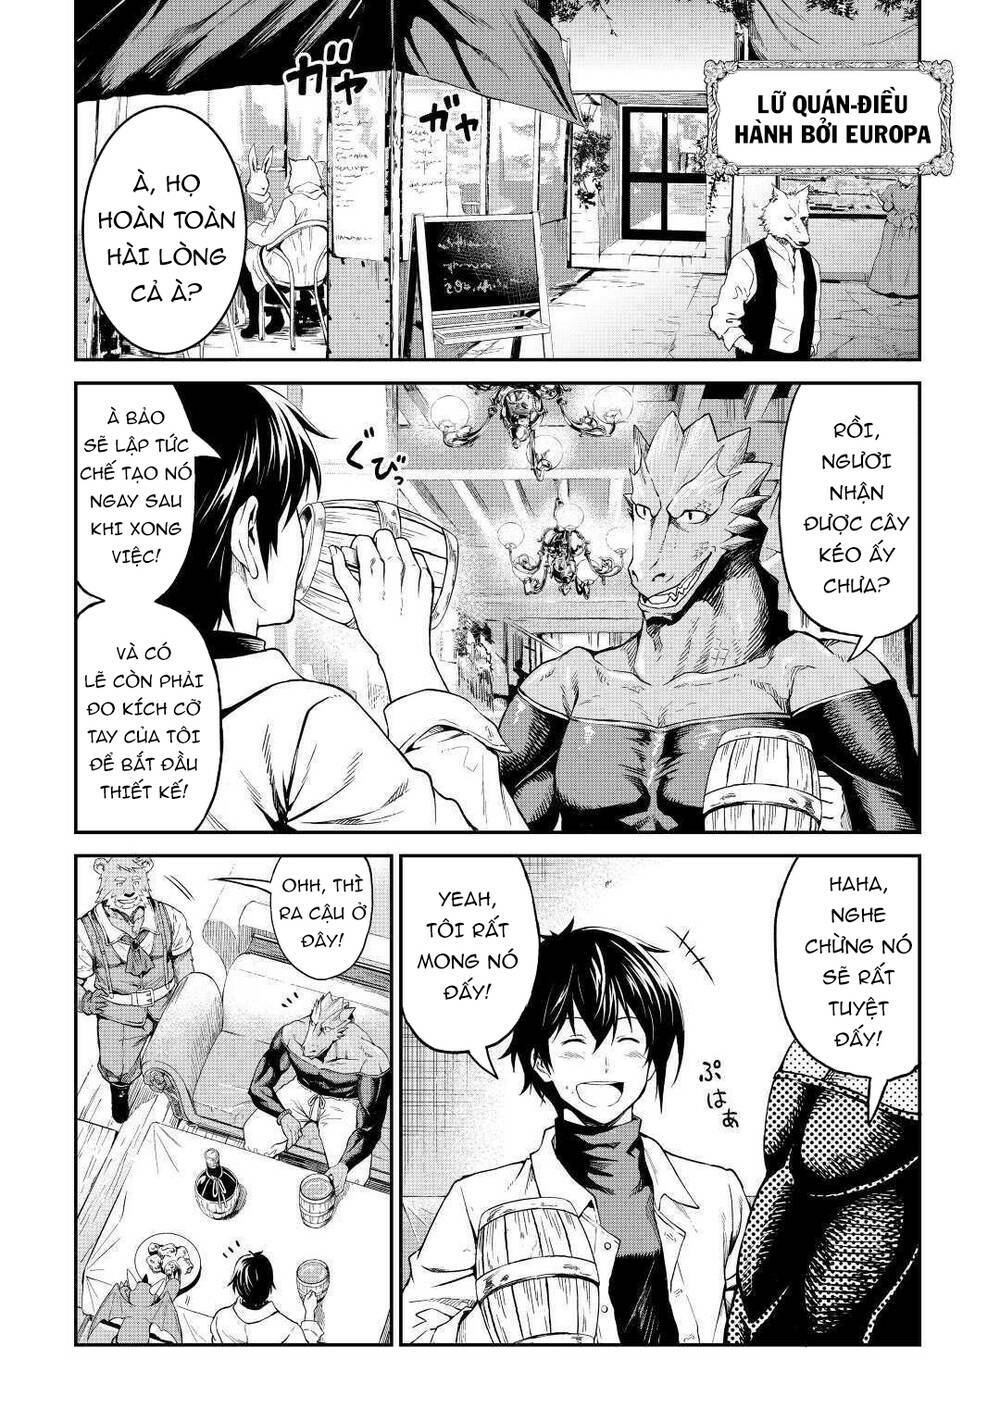 LỮ QUÁN-ĐIỀU
HÀNH BỞI EUROPA
ガヤ
ガヤ
À, HỌ
HOÀN TOÀN
HÀI LÒNG
CẢ À?
RỒI,
NGƯƠI
NHẬN
ĐƯỢC CÂY
KÉO ẤY
CHƯA?
ぐびっ
À BẢO
SẼ LẬP TỨC
CHẾ TẠO NÓ
NGAY SAU
KHI XONG
VIỆC!
VÀ CÓ
LẼ CÒN PHẢI
ĐO KÍCH CỠ
TAY CỦA TÔI
ĐỂ BẮT ĐẦU
THIẾT KẾ!
HAHA,
NGHE
CHỪNG NÓ
SẼ RẤT
TUYỆT
ĐẤY!
YEAH,
TÔI RẤT
MONG NÓ
ĐẤY!
ぷはぁ
OHH, THÌ
RA CẬU Ở
ĐÂY!